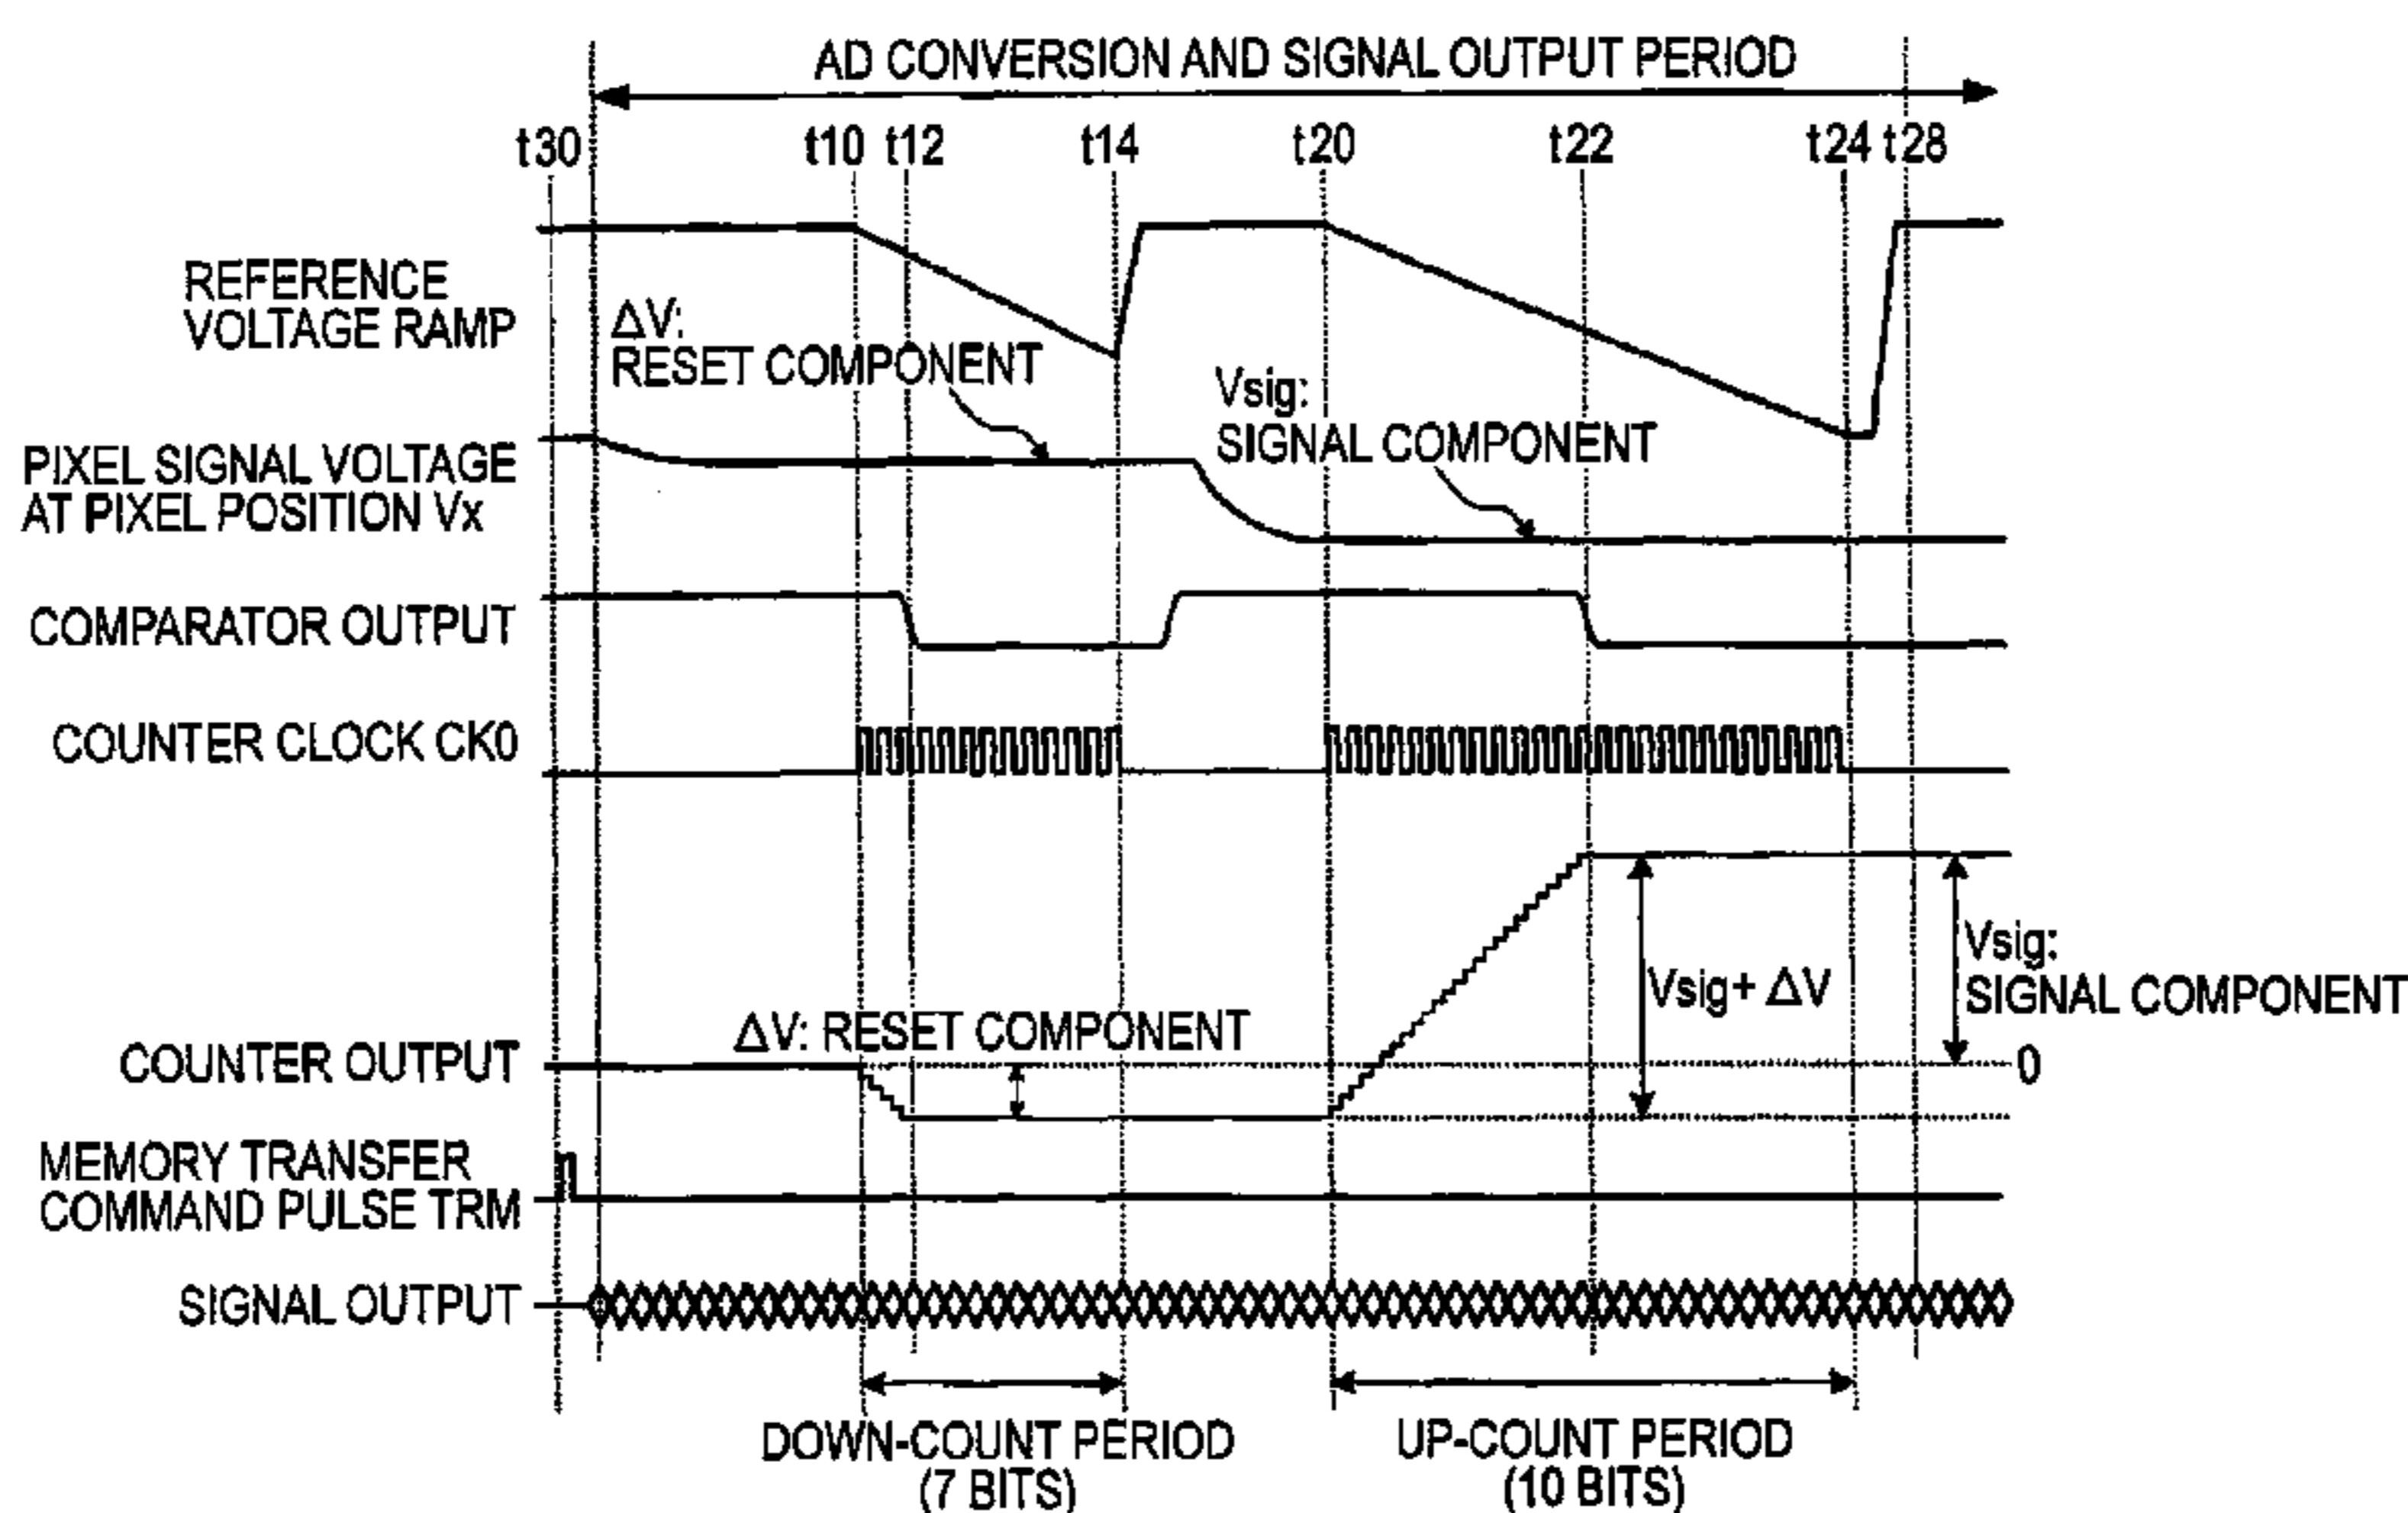 AD CONVERSION AND SIGNAL OUTPUT PERIOD
t30 t10 t12 t14 t20 t22 t24 t28
REFERENCE
VOLTAGE RAMP
ΔV:
RESET COMPONENT
Vsig:
SIGNAL COMPONENT
PIXEL SIGNAL VOLTAGE
AT PIXEL POSITION Vx
COMPARATOR OUTPUT
COUNTER CLOCK CK0
Vsig+ ΔV
Vsig:
SIGNAL COMPONENT
ΔV: RESET COMPONENT
COUNTER OUTPUT
0
MEMORY TRANSFER
COMMAND PULSE TRM
SIGNAL OUTPUT
DOWN-COUNT PERIOD
(7 BITS)
UP-COUNT PERIOD
(10 BITS)